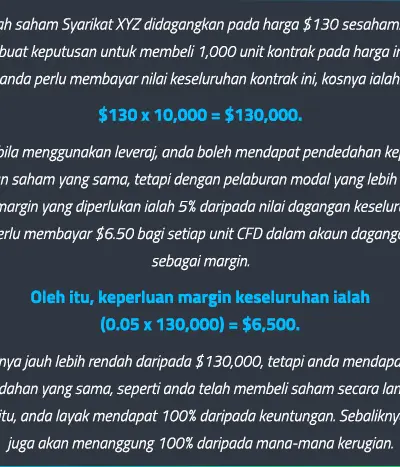 ah saham Syarikat XYZ didagangkan pada harga $130 sesaham.
buat keputusan untuk membeli 1,000 unit kontrak pada harga in
anda perlu membayar nilai keseluruhan kontrak ini, kosnya ialah
$130 x 10,000 = $130,000.
bila menggunakan leveraj, anda boleh mendapat pendedahan ke
n saham yang sama, tetapi dengan pelaburan modal yang lebih
margin yang diperlukan ialah 5% daripada nilai dagangan keselur
erlu membayar $6.50 bagi setiap unit CFD dalam akaun dagang
sebagai margin.
Oleh itu, keperluan margin keseluruhan ialah
(0.05 x 130,000) = $6,500.
nya jauh lebih rendah daripada $130,000, tetapi anda mendapa
dahan yang sama, seperti anda telah membeli saham secara lan
itu, anda layak mendapat 100% daripada keuntungan. Sebalikny
juga akan menanggung 100% daripada mana-mana kerugian.